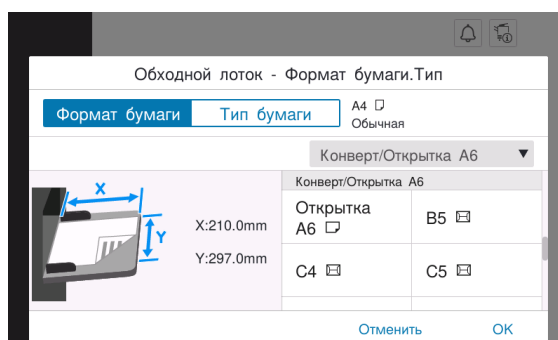 Обходной лоток - Формат бумаги.Тип
Формат бумаги
Тип бумаги
A4
Обычная
Конверт/Открытка A6
Конверт/Открытка A6
X
Y
X:210.0mm
Y:297.0mm
Открытка
A6
B5
C4
C5
Отменить
OK